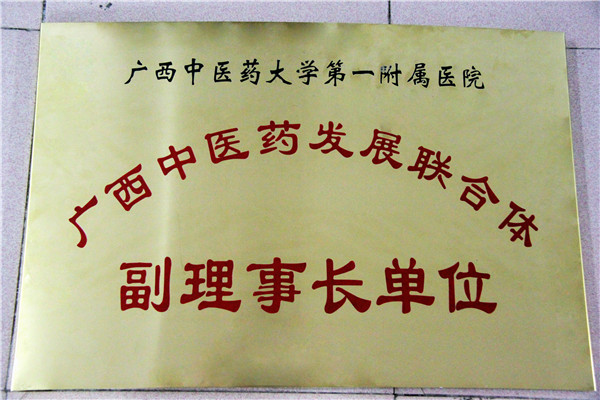 广西中医药大学第一附属医院
广西中医药发展联合体
副理事长单位